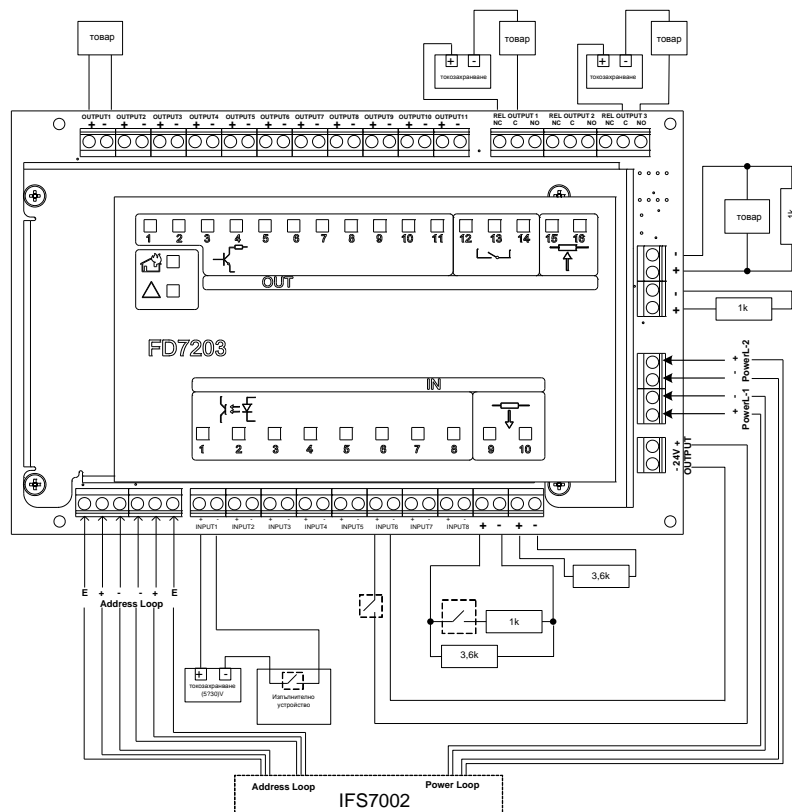 товар
товар
товар
+ -
+ -
токозахранване
токозахранване
OUTPUT1 OUTPUT2 OUTPUT3 OUTPUT4 OUTPUT5 OUTPUT6 OUTPUT7 OUTPUT8 OUTPUT9 OUTPUT10 OUTPUT11
+ - + - + - + - + - + - + - + - + - + - + -
REL OUTPUT 1 REL OUTPUT 2 REL OUTPUT 3
NC C NO NC C NO NC C NO
товар
1k
-
+
-
+
1k
1 2 3 4 5 6 7 8 9 10 11 12 13 14 15 16
OUT
FD7203
IN
1 2 3 4 5 6 7 8 9 10
+ - PowerL-2
- + PowerL-1
- 24V +
OUTPUT
+ - + - + - + - + - + - + - + - + - + -
INPUT1 INPUT2 INPUT3 INPUT4 INPUT5 INPUT6 INPUT7 INPUT8
E + - - + E
Address Loop
3,6k
1k
3,6k
+ -
токозахранване
(5?30)V
Изпълнително
устройство
Address Loop
Power Loop
IFS7002